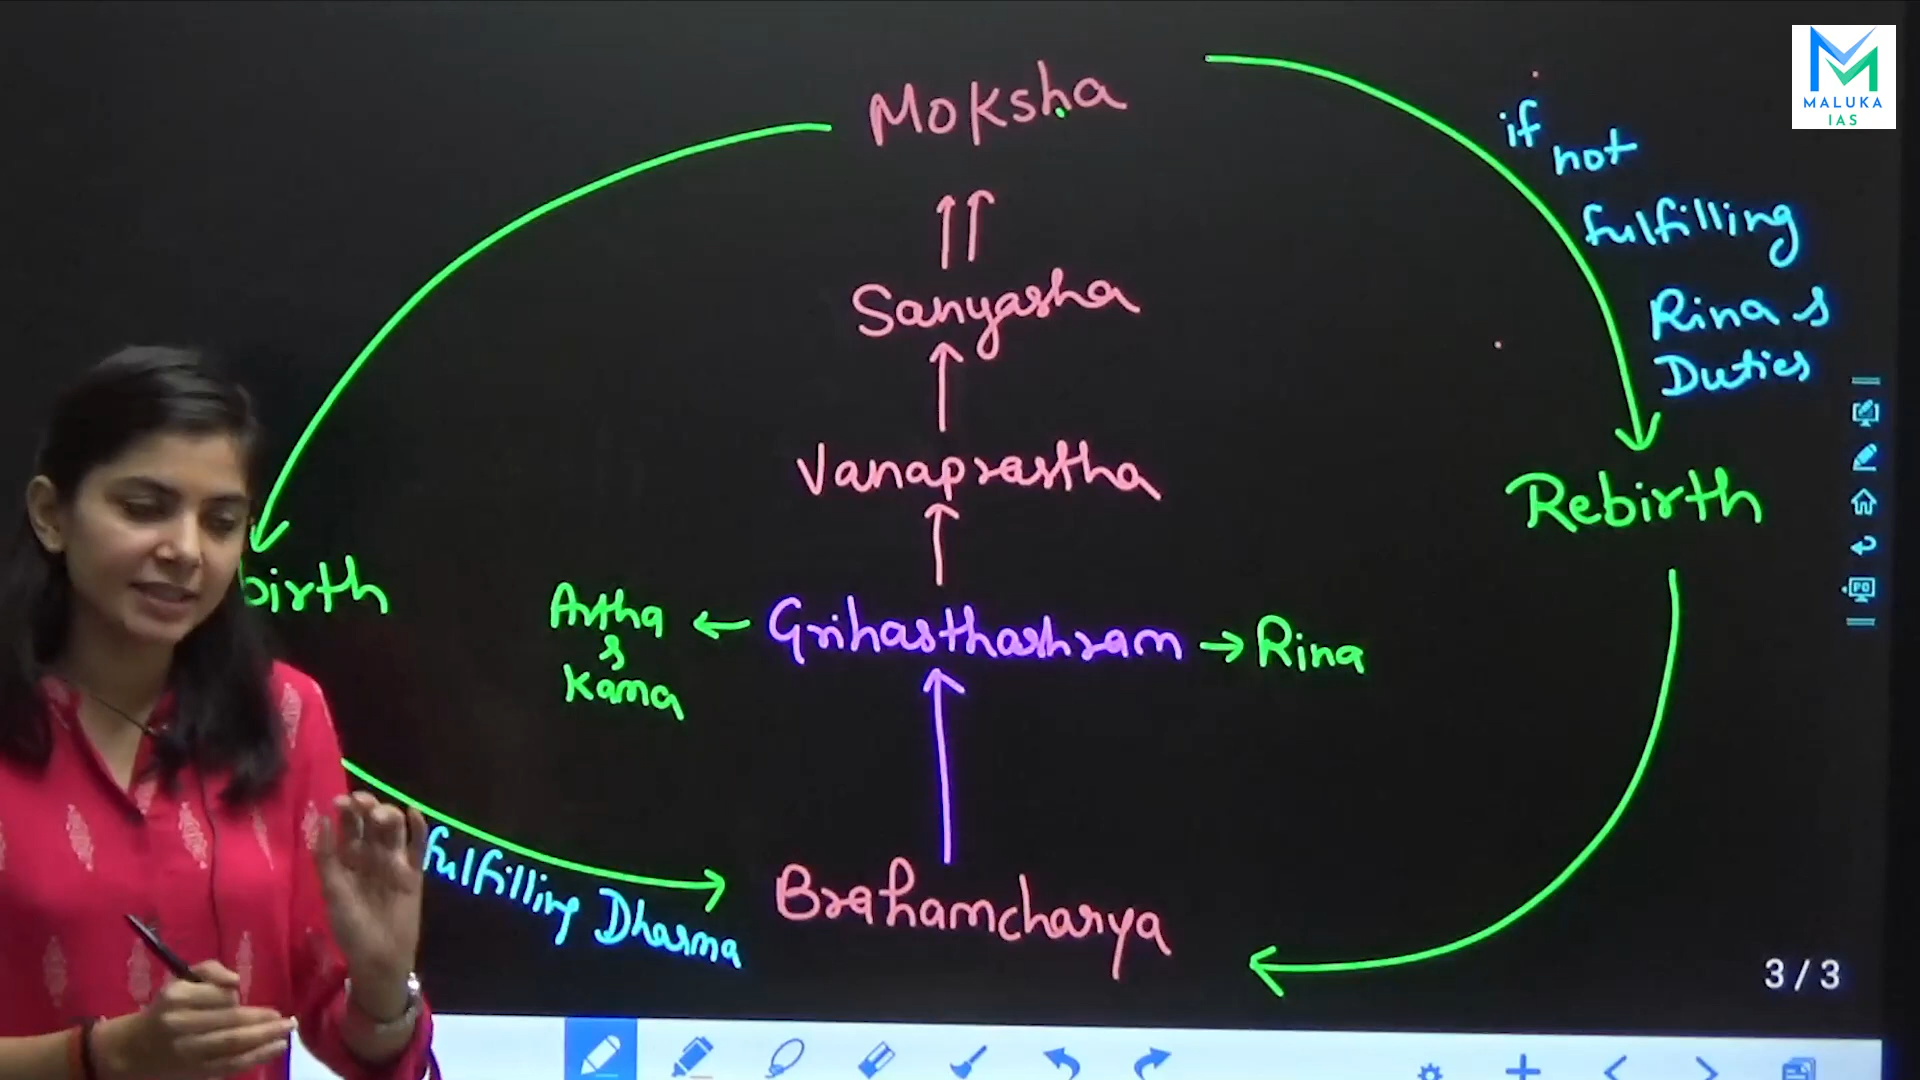 MALUKA
IAS
Moksha
if
not
fulfilling
Rina &
Duties
Sanyasha
Vanaprastha
Rebirth
birth
Artha
&
Kama
Grihasthashram
Rina
fulfilling Dharma
Brahamcharya
3/3